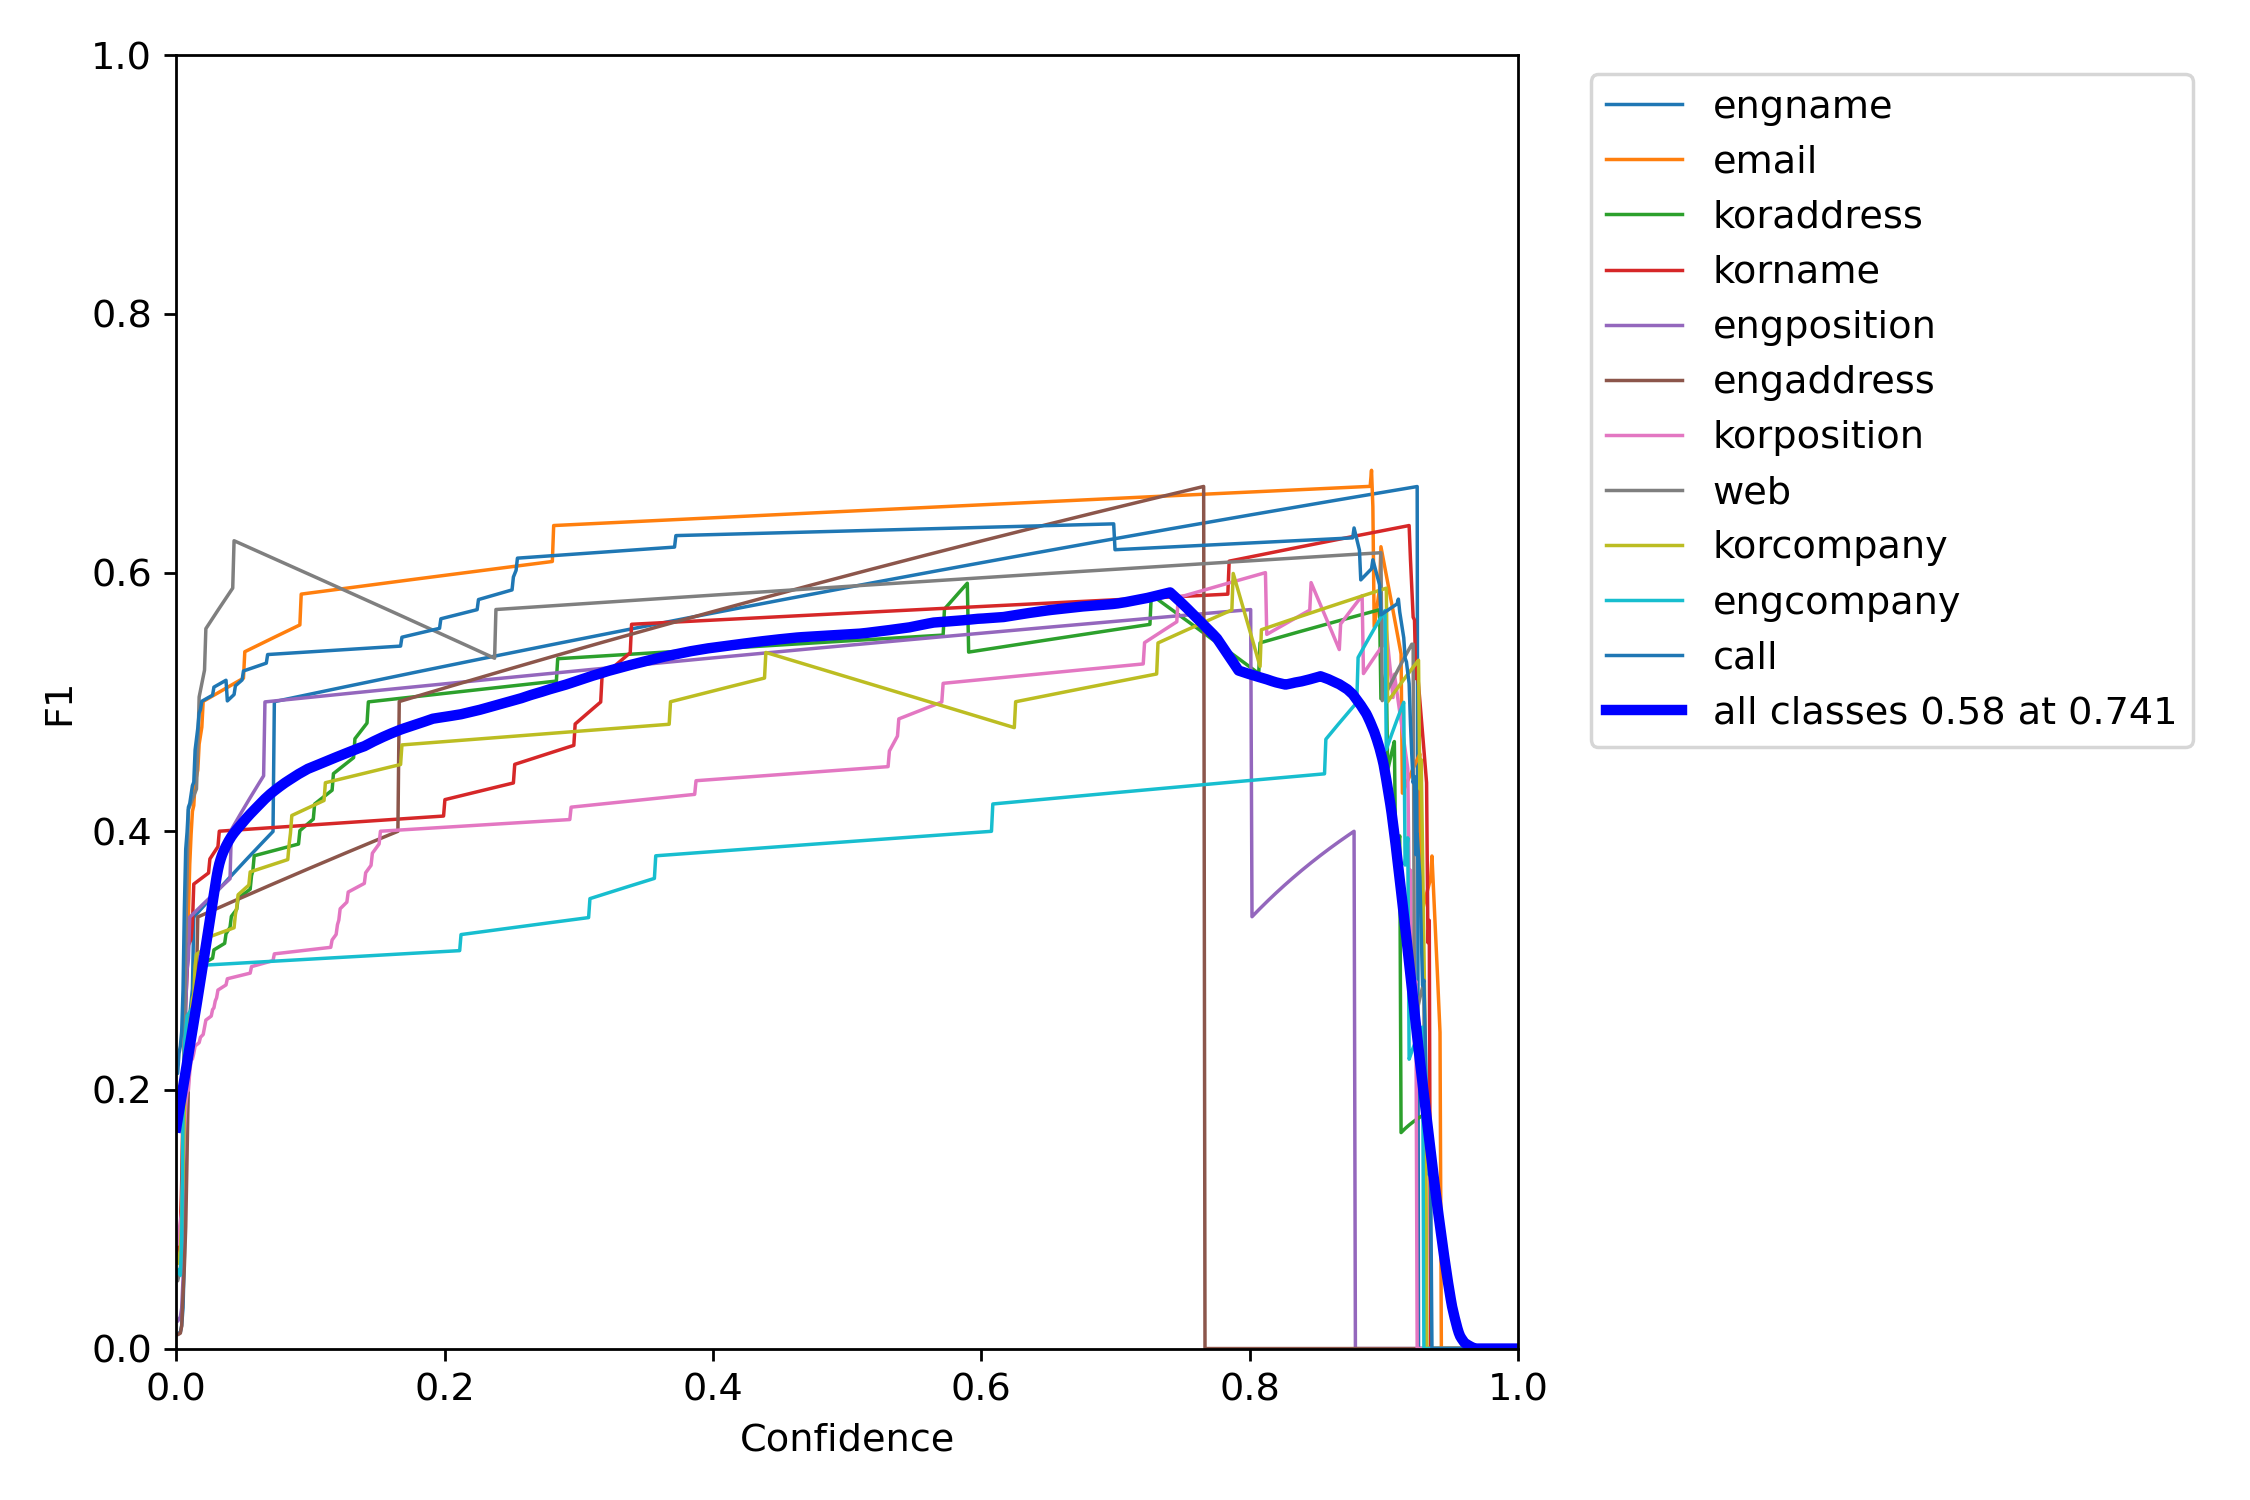 1.0
0.8
0.6
0.4
0.2
0.0
F1
0.0 0.2 0.4 0.6 0.8 1.0
Confidence
engname
email
koraddress
korname
engposition
engaddress
korposition
web
korcompany
engcompany
call
all classes 0.58 at 0.741